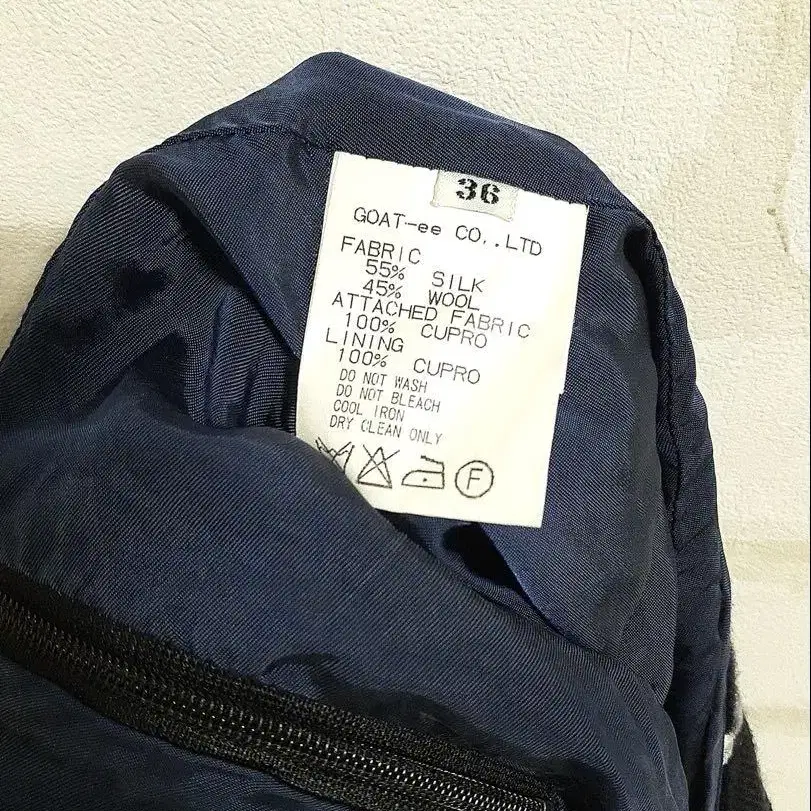 36
GOAT-ee CO,.LTD
FABRIC
55% SILK
45% WOOL
ATTACHED FABRIC
100% CUPRO
LINING
100% CUPRO
DO NOT WASH
DO NOT BLEACH
COOL IRON
DRY CLEAN ONLY
F